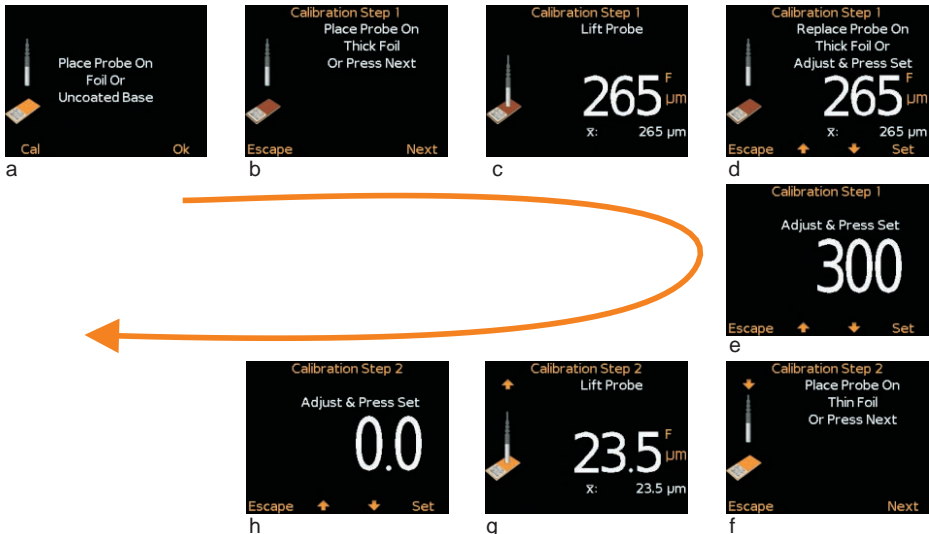 Place Probe On
Foil Or
Uncoated Base
Cal Ok
a
Calibration Step 1
Place Probe On
Thick Foil
Or Press Next
Escape Next
b
Calibration Step 1
Lift Probe
265 F µm
x̅: 265 µm
c
Calibration Step 1
Replace Probe On
Thick Foil Or
Adjust & Press Set
265 F µm
x̅: 265 µm
Escape Set
d
Calibration Step 1
Adjust & Press Set
300
Escape Set
e
Calibration Step 2
Place Probe On
Thin Foil
Or Press Next
Escape Next
f
Calibration Step 2
Lift Probe
23.5 F µm
x̅: 23.5 µm
g
Calibration Step 2
Adjust & Press Set
0.0
Escape Set
h